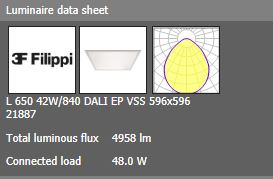 Luminaire data sheet
3F Filippi
L 650 42W/840 DALI EP VSS 596x596
21887
Total luminous flux 4958 lm
Connected load 48.0 W